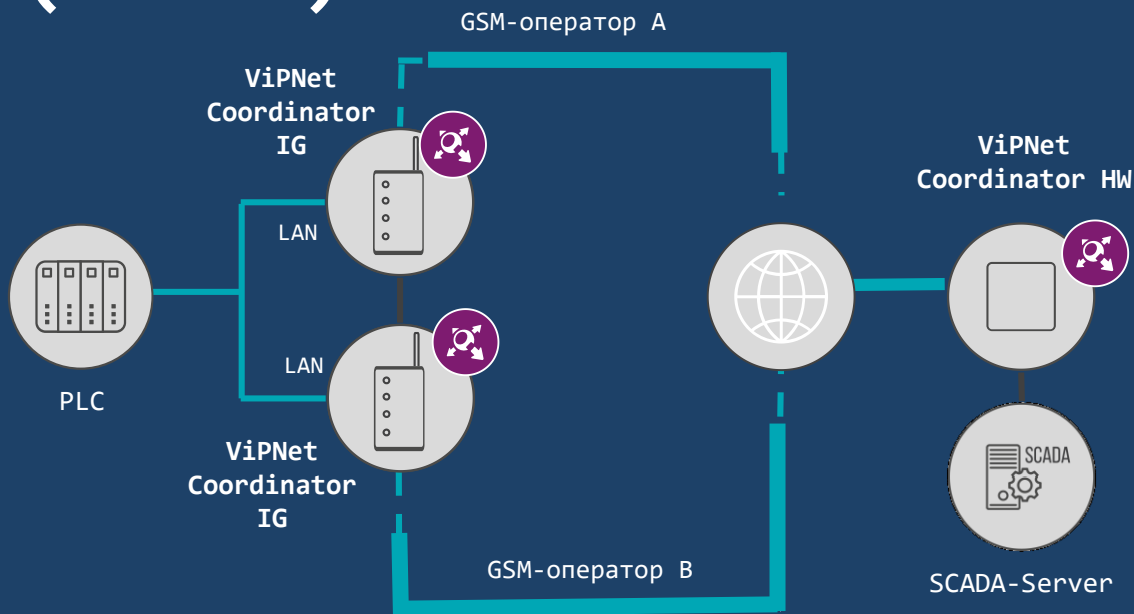 GSM-оператор A
ViPNet
Coordinator
IG
ViPNet
Coordinator HW
LAN
LAN
PLC
ViPNet
Coordinator
IG
SCADA
GSM-оператор B
SCADA-Server